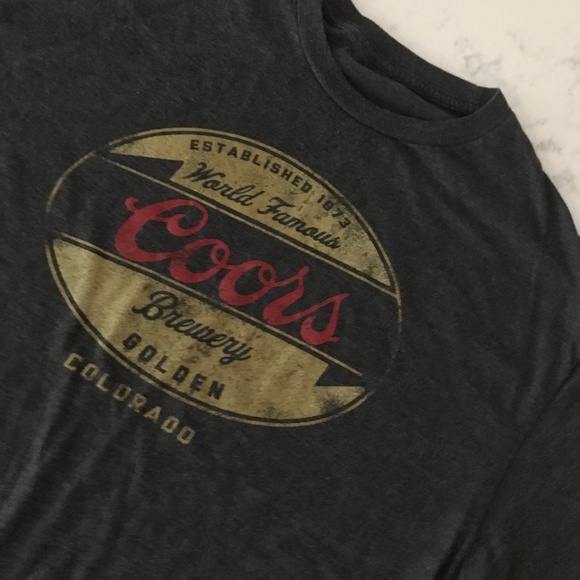 ESTABLISHED 1873
World Famous
Coors
Brewery
GOLDEN
COLORADO